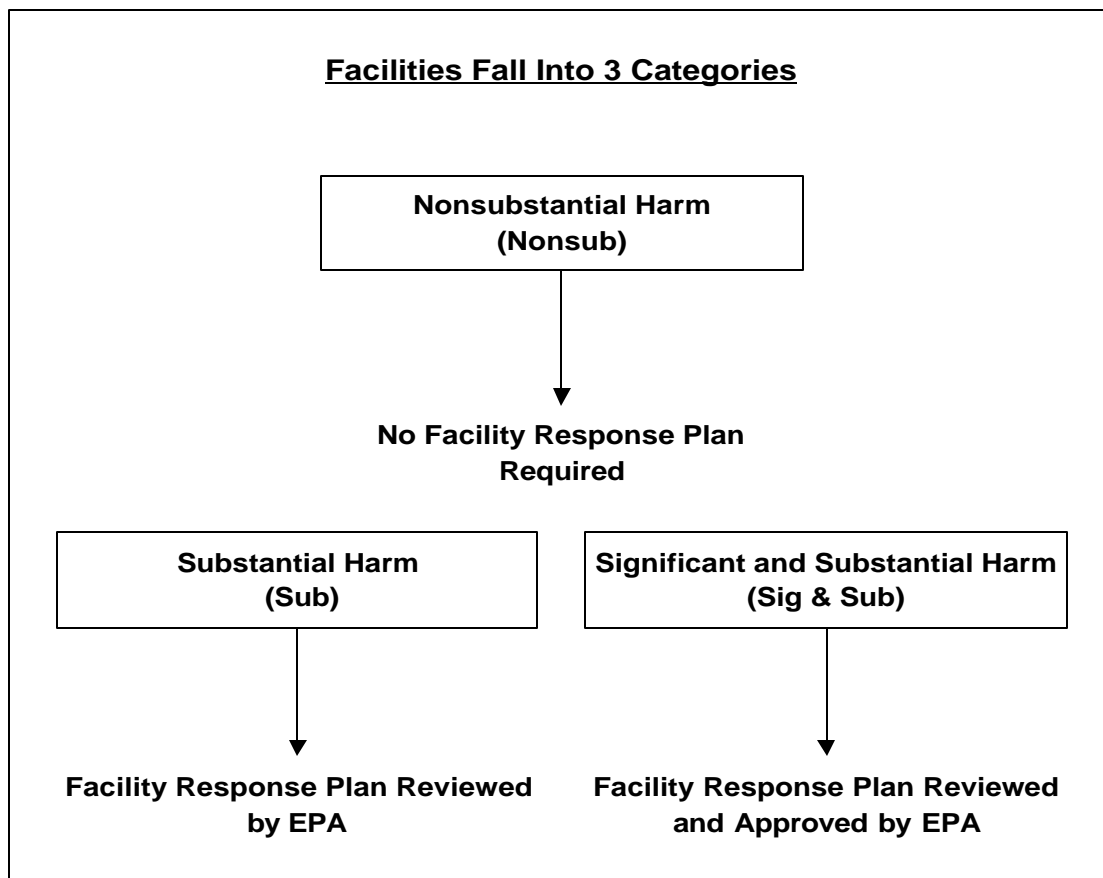 Facilities Fall Into 3 Categories
Nonsubstantial Harm
(Nonsub)
No Facility Response Plan
Required
Substantial Harm
(Sub)
Facility Response Plan Reviewed
by EPA
Significant and Substantial Harm
(Sig & Sub)
Facility Response Plan Reviewed
and Approved by EPA